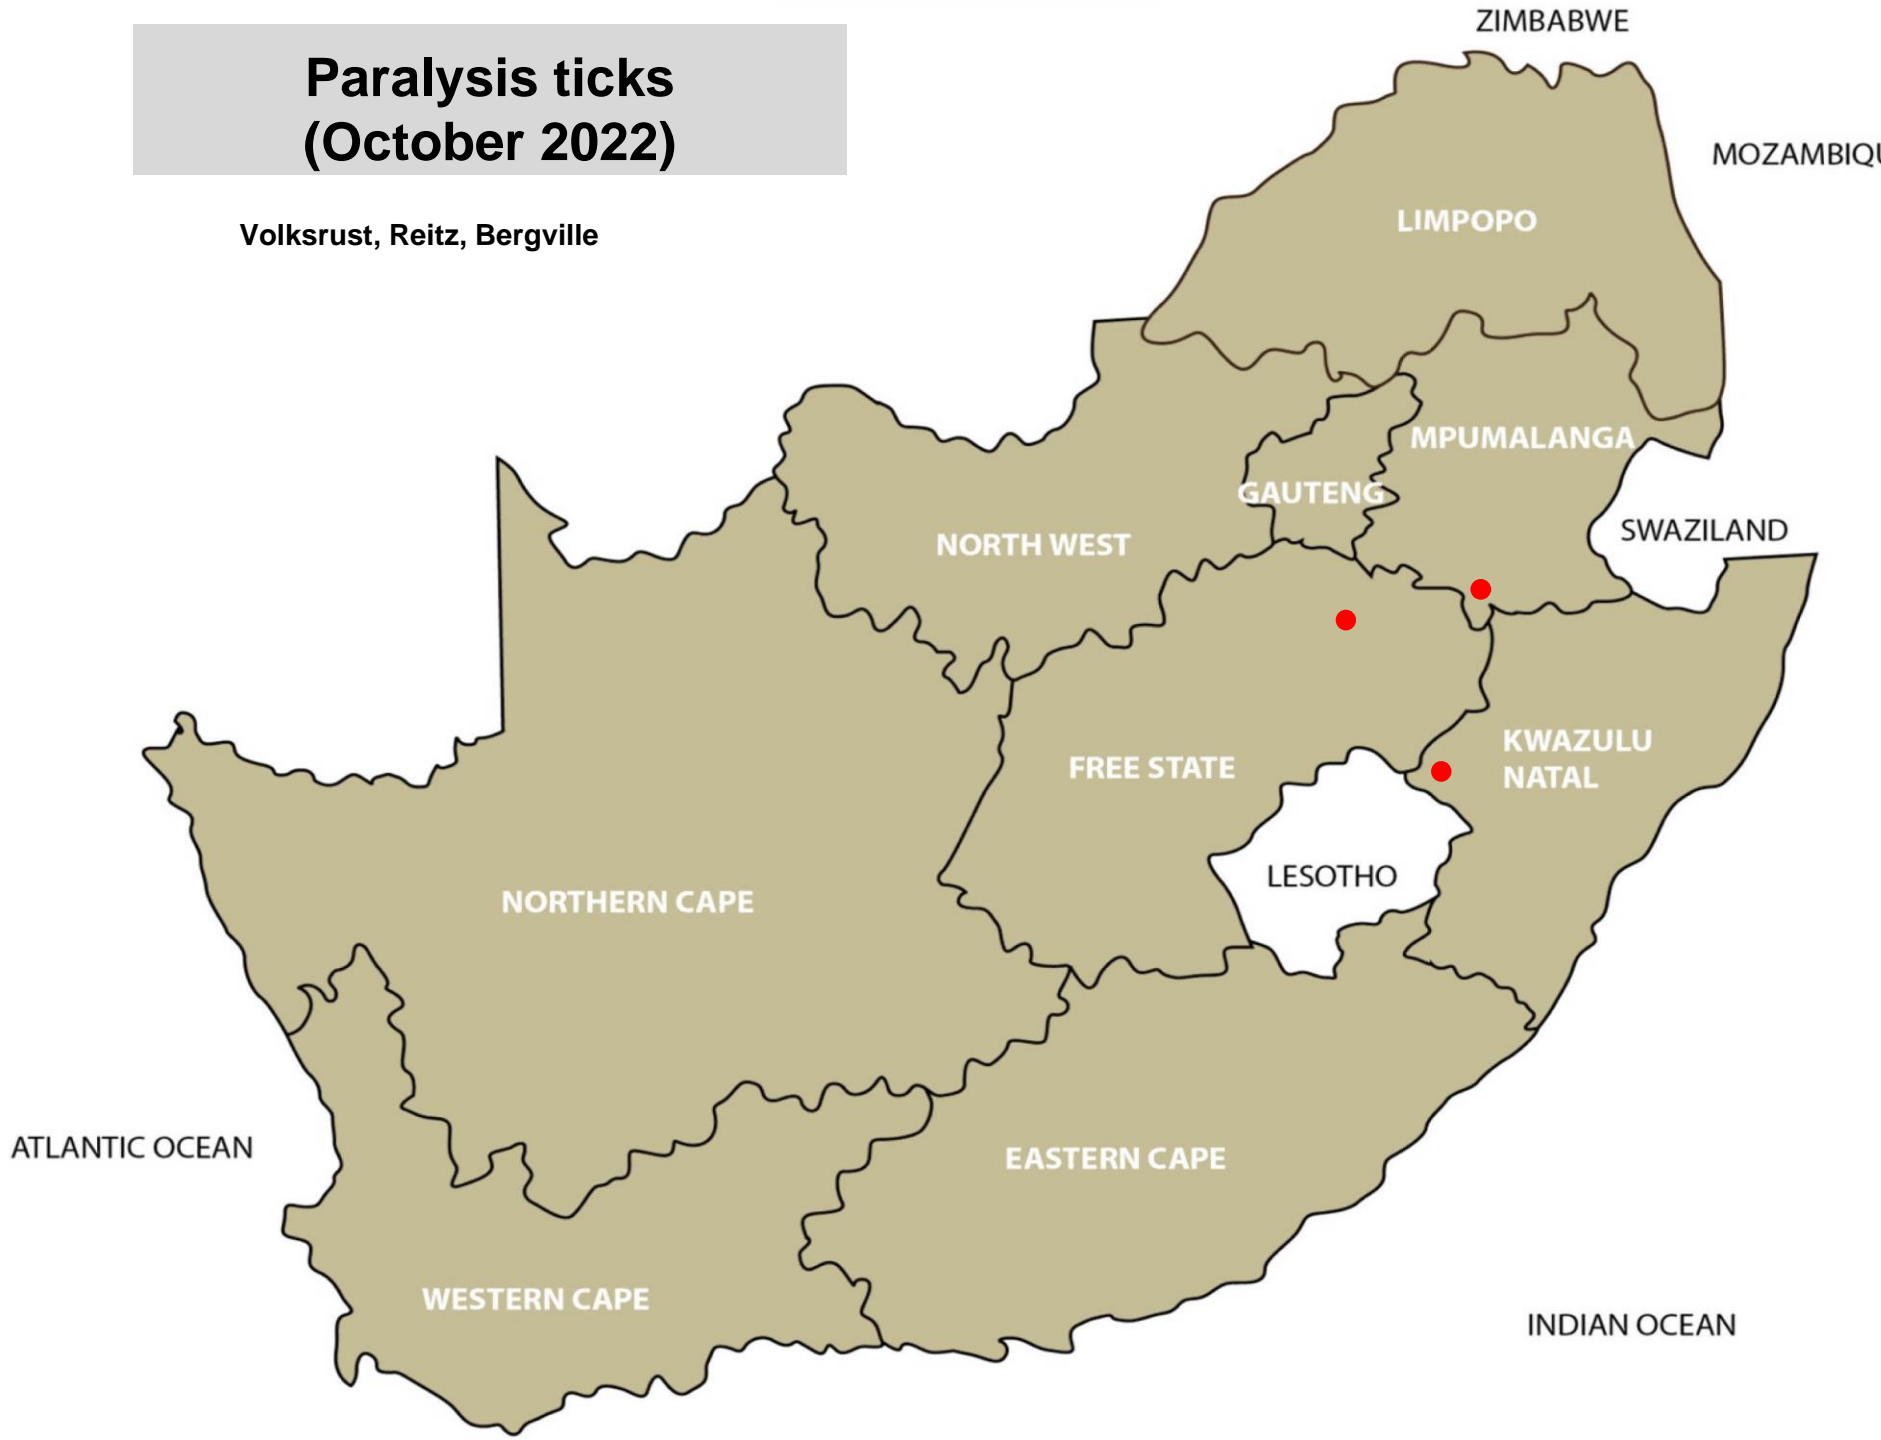 Paralysis ticks
(October 2022)
Volksrust, Reitz, Bergville
ZIMBABWE
MOZAMBIQU
LIMPOPO
MPUMALANGA
GAUTENG
SWAZILAND
NORTH WEST
KWAZULU
NATAL
FREE STATE
LESOTHO
NORTHERN CAPE
ATLANTIC OCEAN
EASTERN CAPE
WESTERN CAPE
INDIAN OCEAN